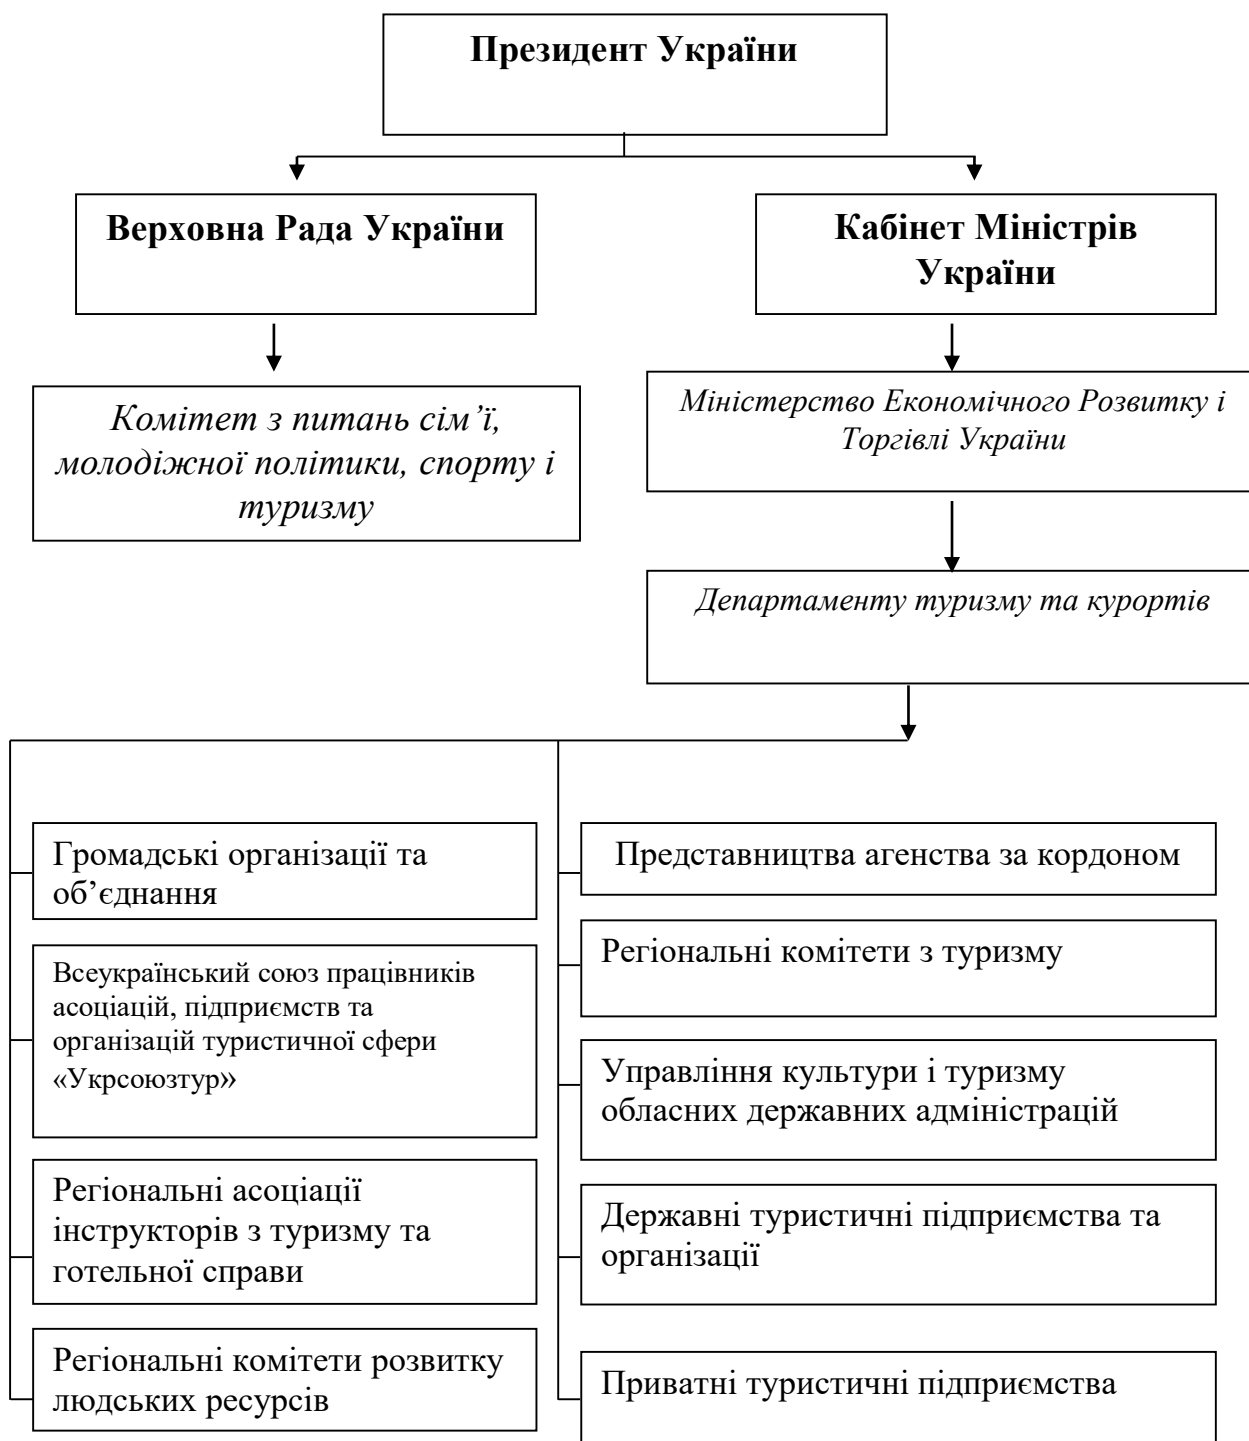 Президент України
Верховна Рада України
Кабінет Міністрів
України
Комітет з питань сім’ї,
молодіжної політики, спорту і
туризму
Міністерство Економічного Розвитку і
Торгівлі України
Департаменту туризму та курортів
Громадські організації та
об’єднання
Всеукраїнський союз працівників
асоціацій, підприємств та
організацій туристичної сфери
«Укрсоюзтур»
Регіональні асоціації
інструкторів з туризму та
готельної справи
Регіональні комітети розвитку
людських ресурсів
Представництва агенства за кордоном
Регіональні комітети з туризму
Управління культури і туризму
обласних державних адміністрацій
Державні туристичні підприємства та
організації
Приватні туристичні підприємства